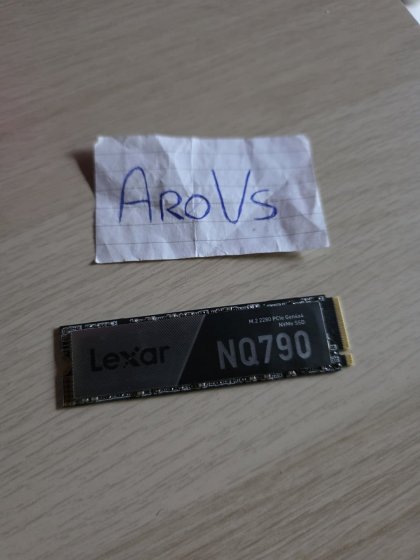 AroVs
M.2 2280 PCIe Gen4x4
NVMe SSD
Lexar
NQ790